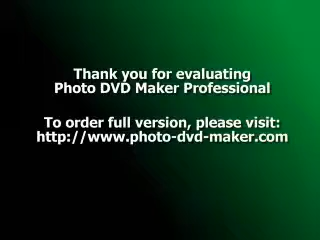 Thank you for evaluating
Photo DVD Maker Professional
To order full version, please visit:
http://www.photo-dvd-maker.com